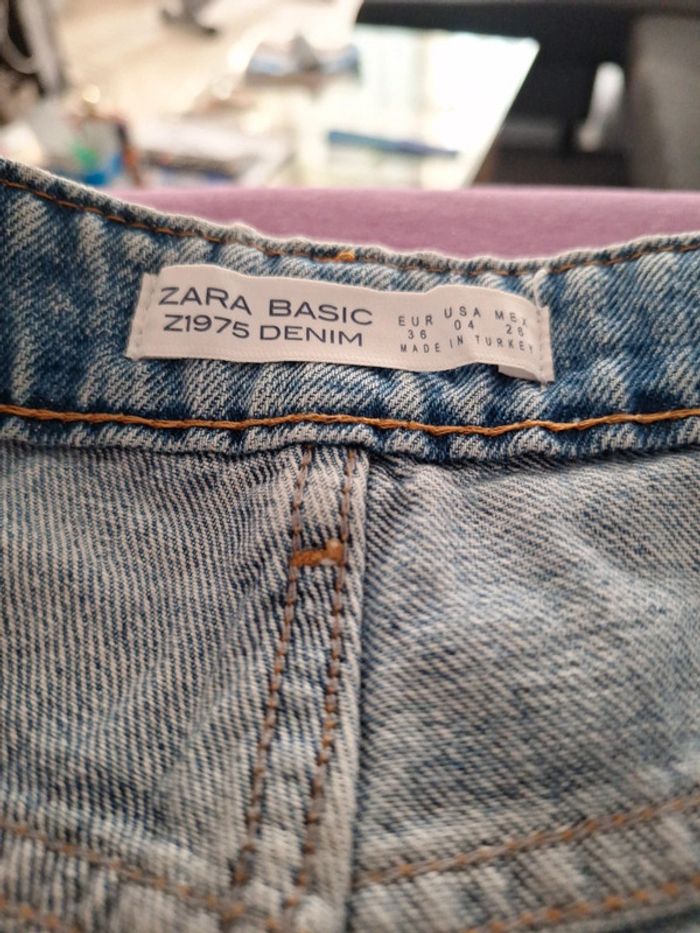 ZARA BASIC
Z1975 DENIM
EUR USA MEX
36 04 26
MADE IN TURKEY